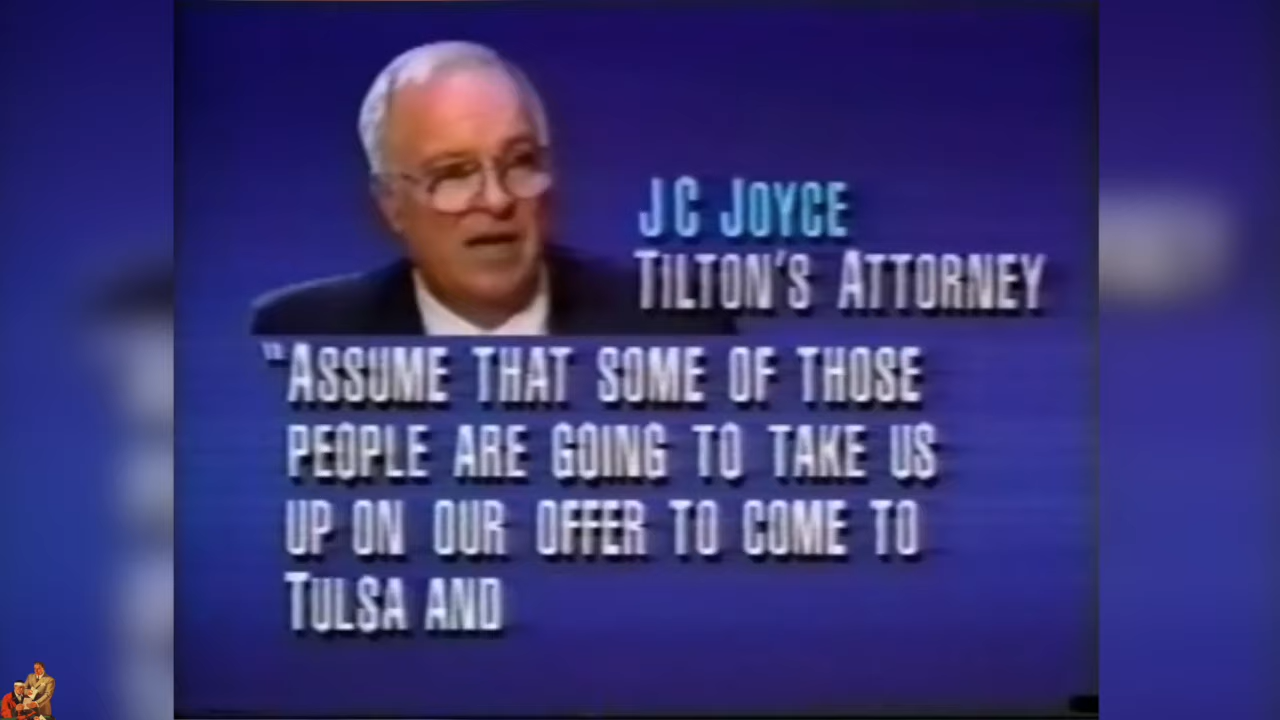 JC JOYCE
TILTON'S ATTORNEY
"ASSUME THAT SOME OF THOSE
PEOPLE ARE GOING TO TAKE US
UP ON OUR OFFER TO COME TO
TULSA AND